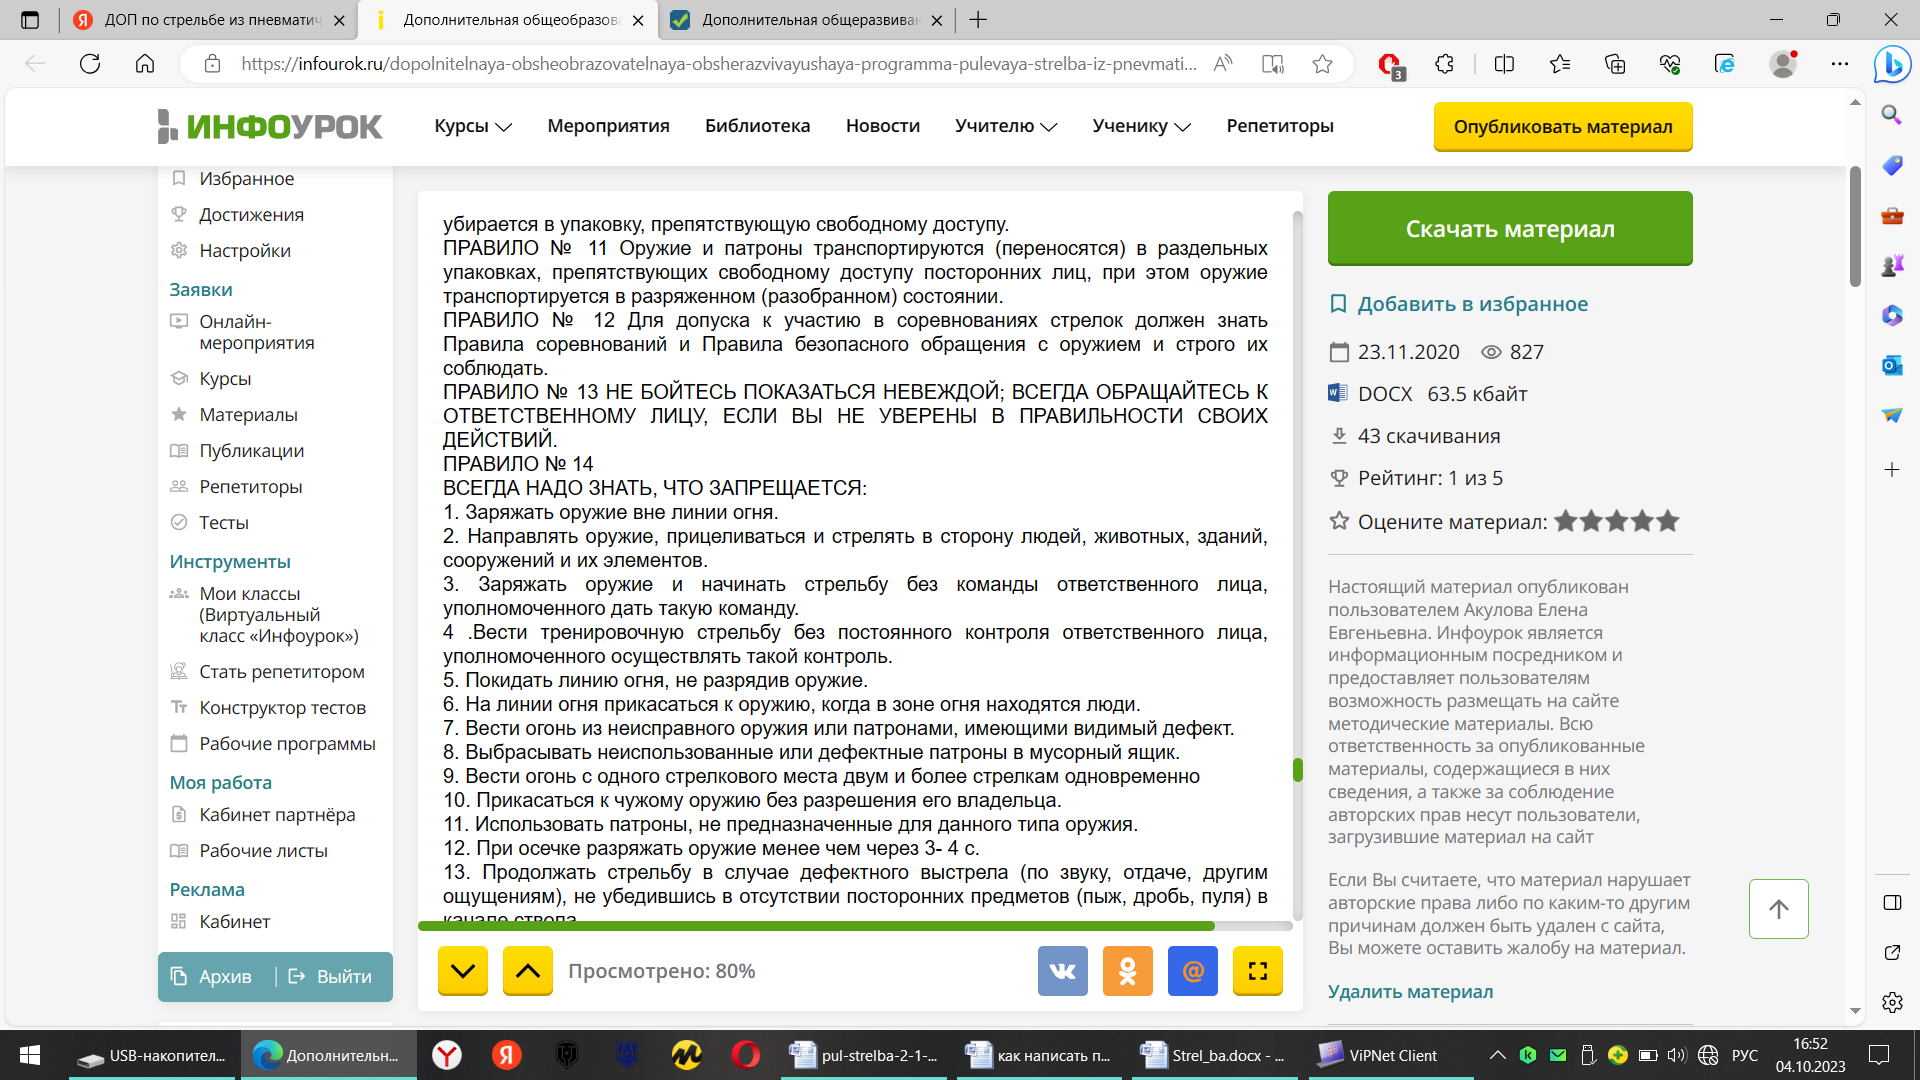 ДОП по стрельбе из пневматич
Дополнительная общеобразова
Дополнительная общеразвиван
https://infourok.ru/dopolnitelnaya-obsheobrazovatelnaya-obsherazvivayushaya-programma-pulevaya-strelba-iz-pnevmati...
3
ИНФОУРОК
Курсы
Мероприятия
Библиотека
Новости
Учителю
Ученику
Репетиторы
Опубликовать материал
Избранное
Достижения
Настройки
Заявки
Онлайн-
мероприятия
Курсы
Материалы
Публикации
Репетиторы
Тесты
Инструменты
Мои классы
(Виртуальный
класс «Инфоурок»)
Стать репетитором
Конструктор тестов
Рабочие программы
Моя работа
Кабинет партнёра
Рабочие листы
Реклама
Кабинет
Архив
Выйти
убирается в упаковку, препятствующую свободному доступу.
ПРАВИЛО № 11 Оружие и патроны транспортируются (переносятся) в раздельных
упаковках, препятствующих свободному доступу посторонних лиц, при этом оружие
транспортируется в разряженном (разобранном) состоянии.
ПРАВИЛО № 12 Для допуска к участию в соревнованиях стрелок должен знать
Правила соревнований и Правила безопасного обращения с оружием и строго их
соблюдать.
ПРАВИЛО № 13 НЕ БОЙТЕСЬ ПОКАЗАТЬСЯ НЕВЕЖДОЙ; ВСЕГДА ОБРАЩАЙТЕСЬ К
ОТВЕТСТВЕННОМУ ЛИЦУ, ЕСЛИ ВЫ НЕ УВЕРЕНЫ В ПРАВИЛЬНОСТИ СВОИХ
ДЕЙСТВИЙ.
ПРАВИЛО № 14
ВСЕГДА НАДО ЗНАТЬ, ЧТО ЗАПРЕЩАЕТСЯ:
1. Заряжать оружие вне линии огня.
2. Направлять оружие, прицеливаться и стрелять в сторону людей, животных, зданий,
сооружений и их элементов.
3. Заряжать оружие и начинать стрельбу без команды ответственного лица,
уполномоченного дать такую команду.
4 .Вести тренировочную стрельбу без постоянного контроля ответственного лица,
уполномоченного осуществлять такой контроль.
5. Покидать линию огня, не разрядив оружие.
6. На линии огня прикасаться к оружию, когда в зоне огня находятся люди.
7. Вести огонь из неисправного оружия или патронами, имеющими видимый дефект.
8. Выбрасывать неиспользованные или дефектные патроны в мусорный ящик.
9. Вести огонь с одного стрелкового места двум и более стрелкам одновременно
10. Прикасаться к чужому оружию без разрешения его владельца.
11. Использовать патроны, не предназначенные для данного типа оружия.
12. При осечке разряжать оружие менее чем через 3- 4 с.
13. Продолжать стрельбу в случае дефектного выстрела (по звуку, отдаче, другим
ощущениям), не убедившись в отсутствии посторонних предметов (пыж, дробь, пуля) в
канале ствола
Просмотрено: 80%
Скачать материал
Добавить в избранное
23.11.2020 827
DOCX 63.5 кбайт
43 скачивания
Рейтинг: 1 из 5
Оцените материал:
Настоящий материал опубликован
пользователем Акулова Елена
Евгеньевна. Инфоурок является
информационным посредником и
предоставляет пользователям
возможность размещать на сайте
методические материалы. Всю
ответственность за опубликованные
материалы, содержащиеся в них
сведения, а также за соблюдение
авторских прав несут пользователи,
загрузившие материал на сайт
Если Вы считаете, что материал нарушает
авторские права либо по каким-то другим
причинам должен быть удален с сайта,
Вы можете оставить жалобу на материал.
Удалить материал
USB-накопител...
Дополнительн...
pul-strelba-2-1-...
как написать п...
Strel_ba.docx - ...
ViPNet Client
РУС
16:52
04.10.2023